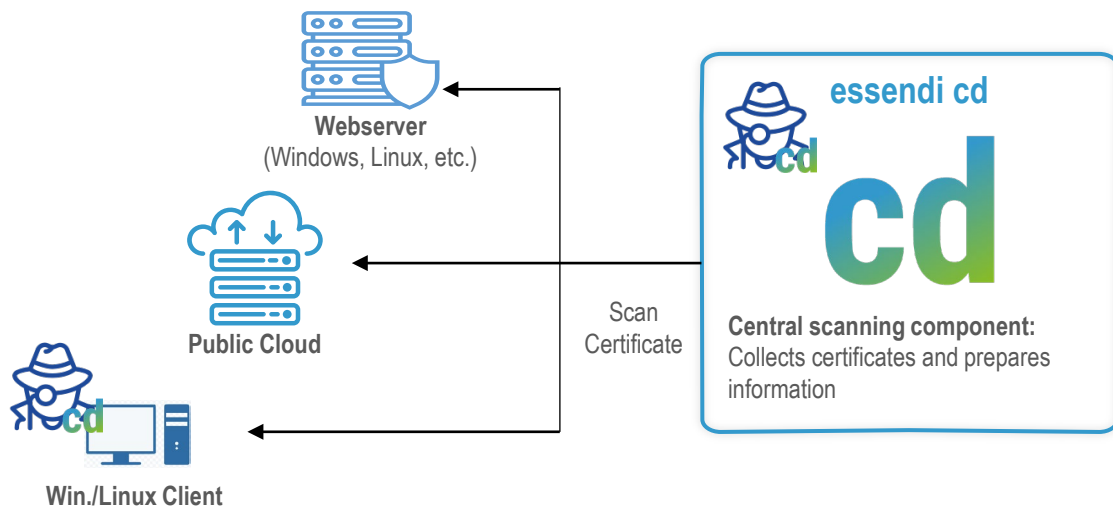 Webserver
(Windows, Linux, etc.)
Public Cloud
cd
Win./Linux Client
Scan
Certificate
essendi cd
cd
cd
Central scanning component:
Collects certificates and prepares
information